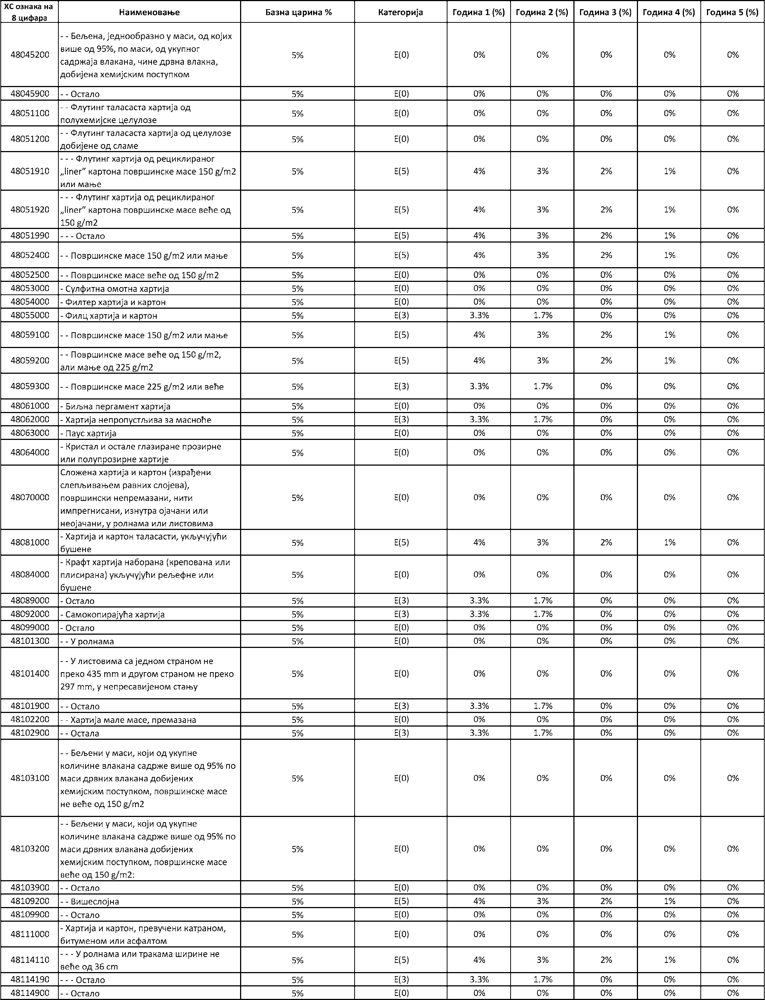 ХС ознака на 8 цифара | Наименовање | Базна царина % | Категорија | Година 1 (%) | Година 2 (%) | Година 3 (%) | Година 4 (%) | Година 5 (%)
48045200 | - - Бељена, једнообразно у маси, од којих
више од 95%, по маси, од укупног
садржаја влакана, чине дрвна влакна,
добијена хемијским поступком | 5% | E(0) | 0% | 0% | 0% | 0% | 0%
48045900 | - - Остало | 5% | E(0) | 0% | 0% | 0% | 0% | 0%
48051100 | - - Флутинг таласаста хартија од
полухемијске целулозе | 5% | E(0) | 0% | 0% | 0% | 0% | 0%
48051200 | - - Флутинг таласаста хартија од целулозе
добијене од сламе | 5% | E(0) | 0% | 0% | 0% | 0% | 0%
48051910 | - - - Флутинг хартија од рециклираног
„liner” картона површинске масе 150 g/m2
или мање | 5% | E(5) | 4% | 3% | 2% | 1% | 0%
48051920 | - - - Флутинг хартија од рециклираног
„liner” картона површинске масе веће од
150 g/m2 | 5% | E(5) | 4% | 3% | 2% | 1% | 0%
48051990 | - - - Остало | 5% | E(5) | 4% | 3% | 2% | 1% | 0%
48052400 | - - Површинске масе 150 g/m2 или мање | 5% | E(5) | 4% | 3% | 2% | 1% | 0%
48052500 | - - Површинске масе веће од 150 g/m2 | 5% | E(0) | 0% | 0% | 0% | 0% | 0%
48053000 | - Сулфитна омотна хартија | 5% | E(0) | 0% | 0% | 0% | 0% | 0%
48054000 | - Филтер хартија и картон | 5% | E(0) | 0% | 0% | 0% | 0% | 0%
48055000 | - Филц хартија и картон | 5% | E(3) | 3.3% | 1.7% | 0% | 0% | 0%
48059100 | - - Површинске масе 150 g/m2 или мање | 5% | E(5) | 4% | 3% | 2% | 1% | 0%
48059200 | - - Површинске масе веће од 150 g/m2,
али мање од 225 g/m2 | 5% | E(5) | 4% | 3% | 2% | 1% | 0%
48059300 | - - Површинске масе 225 g/m2 или веће | 5% | E(3) | 3.3% | 1.7% | 0% | 0% | 0%
48061000 | - Биљна пергамент хартија | 5% | E(0) | 0% | 0% | 0% | 0% | 0%
48062000 | - Хартија непропустљива за масноће | 5% | E(3) | 3.3% | 1.7% | 0% | 0% | 0%
48063000 | - Паус хартија | 5% | E(0) | 0% | 0% | 0% | 0% | 0%
48064000 | - Кристал и остале глазиране прозирне
или полупрозирне хартије | 5% | E(0) | 0% | 0% | 0% | 0% | 0%
48070000 | Сложена хартија и картон (израђени
слепљивањем равних слојева),
површински непремазани, нити
импрегнисани, изнутра ојачани или
неојачани, у ролнама или листовима | 5% | E(0) | 0% | 0% | 0% | 0% | 0%
48081000 | - Хартија и картон таласасти, укључујући
бушене | 5% | E(5) | 4% | 3% | 2% | 1% | 0%
48084000 | - Крафт хартија наборана (крепована или
плисирана) укључујући рељефне или
бушене | 5% | E(0) | 0% | 0% | 0% | 0% | 0%
48089000 | - Остало | 5% | E(3) | 3.3% | 1.7% | 0% | 0% | 0%
48092000 | - Самокопирајућа хартија | 5% | E(3) | 3.3% | 1.7% | 0% | 0% | 0%
48099000 | - Остало | 5% | E(0) | 0% | 0% | 0% | 0% | 0%
48101300 | - - У ролнама | 5% | E(0) | 0% | 0% | 0% | 0% | 0%
48101400 | - - У листовима са једном страном не
преко 435 mm и другом страном не преко
297 mm, у непресавијеном стању | 5% | E(0) | 0% | 0% | 0% | 0% | 0%
48101900 | - - Остало | 5% | E(3) | 3.3% | 1.7% | 0% | 0% | 0%
48102200 | - - Хартија мале масе, премазана | 5% | E(0) | 0% | 0% | 0% | 0% | 0%
48102900 | - - Остала | 5% | E(3) | 3.3% | 1.7% | 0% | 0% | 0%
48103100 | - - Бељени у маси, који од укупне
количине влакана садрже више од 95% по
маси дрвних влакана добијених
хемијским поступком, површинске масе
не веће од 150 g/m2 | 5% | E(0) | 0% | 0% | 0% | 0% | 0%
48103200 | - - Бељени у маси, који од укупне
количине влакана садрже више од 95% по
маси дрвних влакана добијених
хемијским поступком, површинске масе
веће од 150 g/m2: | 5% | E(0) | 0% | 0% | 0% | 0% | 0%
48103900 | - - Остало | 5% | E(0) | 0% | 0% | 0% | 0% | 0%
48109200 | - - Вишеслојна | 5% | E(5) | 4% | 3% | 2% | 1% | 0%
48109900 | - - Остало | 5% | E(0) | 0% | 0% | 0% | 0% | 0%
48111000 | - Хартија и картон, превучени катраном,
битуменом или асфалтом | 5% | E(0) | 0% | 0% | 0% | 0% | 0%
48114110 | - - - У ролнама или тракама ширине не
веће од 36 cm | 5% | E(5) | 4% | 3% | 2% | 1% | 0%
48114190 | - - - Остало | 5% | E(3) | 3.3% | 1.7% | 0% | 0% | 0%
48114900 | - - Остало | 5% | E(0) | 0% | 0% | 0% | 0% | 0%